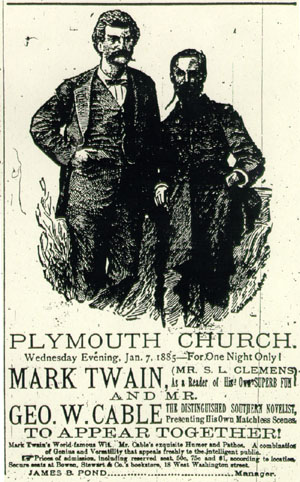 PLYMOUTH CHURCH.
Wednesday Evening, Jan. 7, 1885—For One Night Only!
MARK TWAIN, (MR. S. L. CLEMENS)
As a Reader of His Own SUPERB FUN!
AND MR.
GEO. W. CABLE THE DISTINGUISHED SOUTHERN NOVELIST,
Presenting His Own Matchless Scenes,
TO APPEAR TOGETHER!
Mark Twain's World-famous Wit. Mr. Cable's exquisite Humor and Pathos. A combination
of Genius and Versatility that appeals freshly to the intelligent public.
Prices of admission, including reserved seat, 50c, 75c and $1, according to location.
Secure seats at Bowen, Stewart & Co.'s bookstore, 18 West Washington street.
JAMES B. POND Manager.